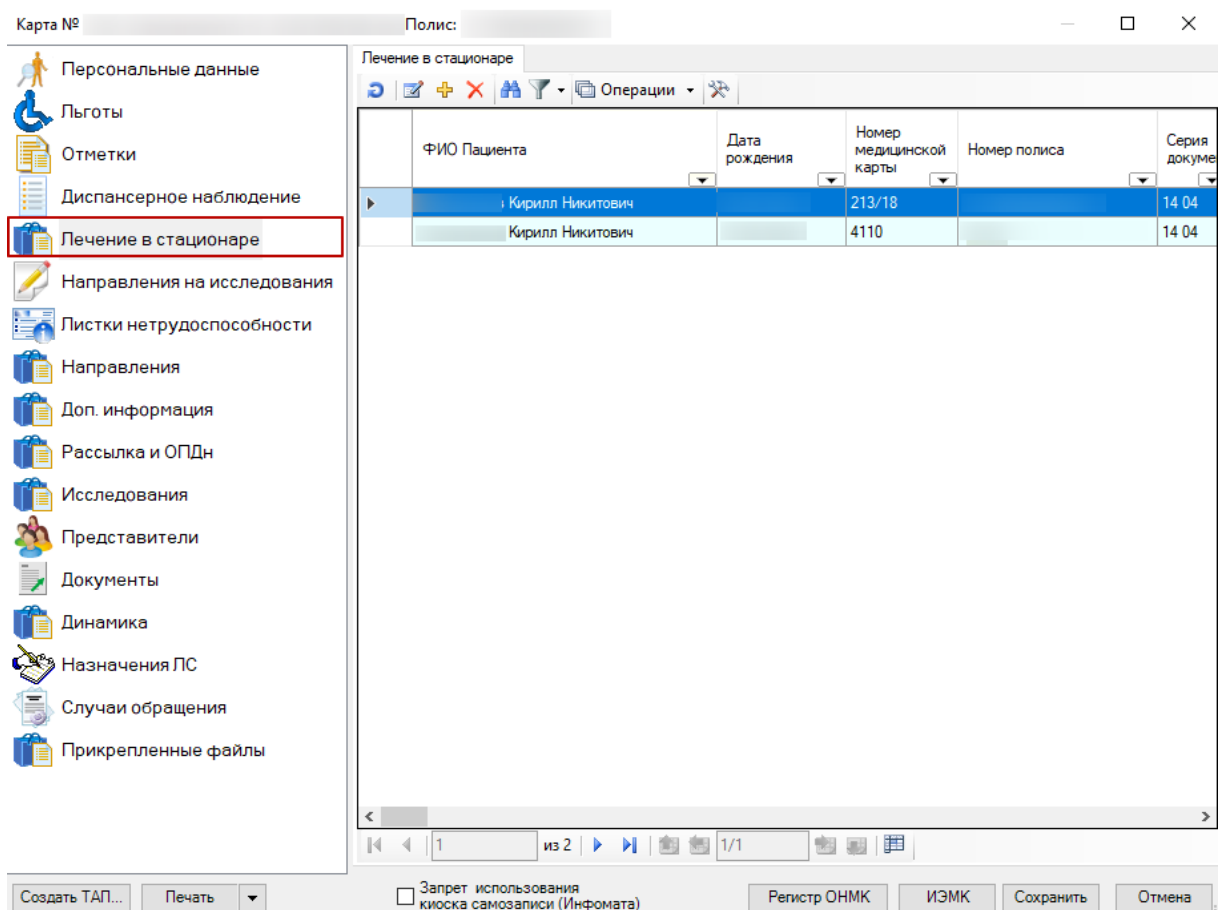 Карта №
Полис:
Персональные данные
Льготы
Отметки
Диспансерное наблюдение
Лечение в стационаре
Направления на исследования
Листки нетрудоспособности
Направления
Доп. информация
Рассылка и ОПДн
Исследования
Представители
Документы
Динамика
Назначения ЛС
Случаи обращения
Прикрепленные файлы
Лечение в стационаре
Операции
ФИО Пациента
Дата
рождения
Номер
медицинской
карты
Номер полиса
Серия
докуме
Кирилл Никитович 213/18 14 04
Кирилл Никитович 4110 14 04
1 из 2 1/1
Создать ТАП... Печать
Запрет использования
киоска самозаписи (Инфомата)
Регистр ОНМК ИЭМК Сохранить Отмена